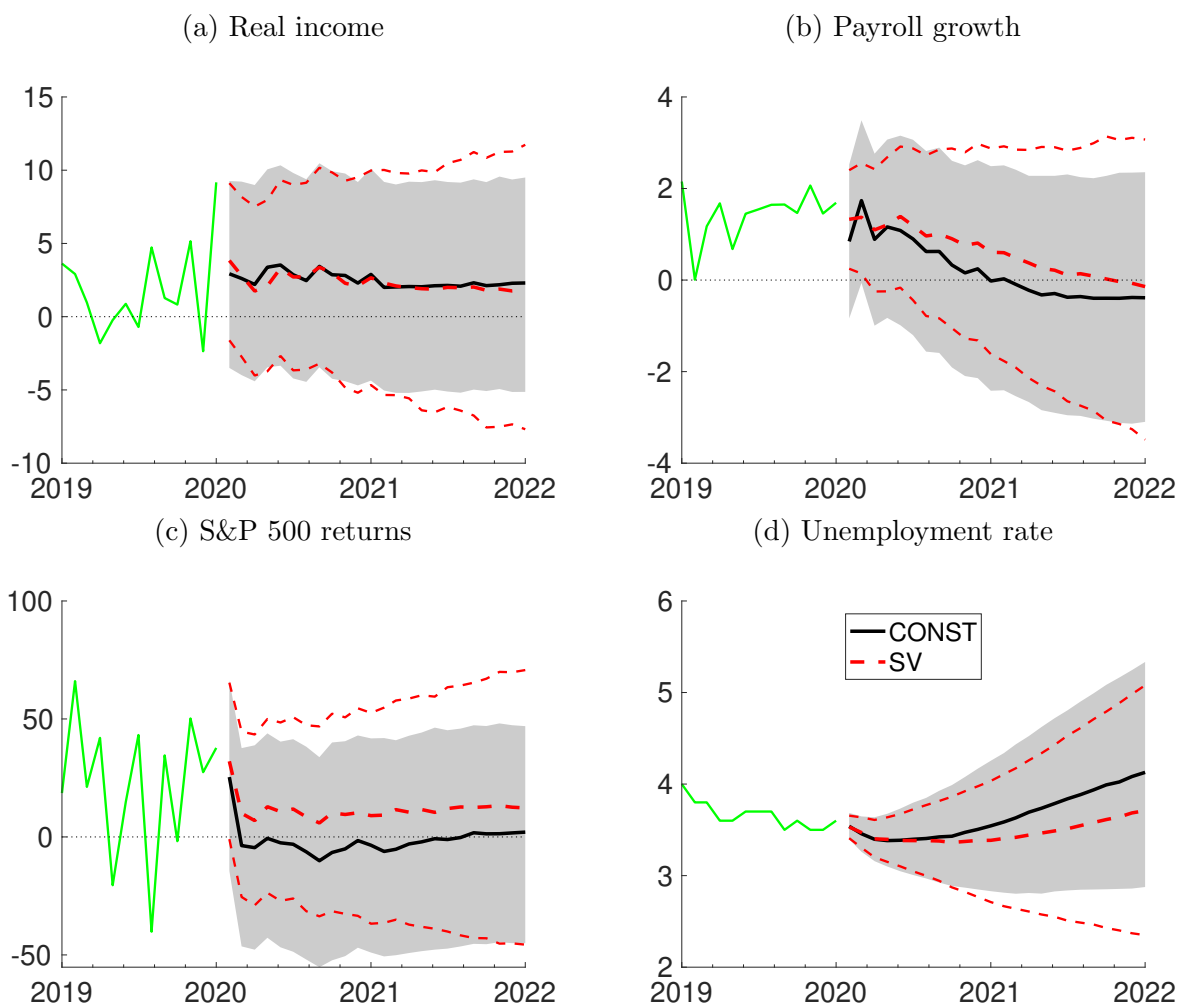 (a) Real income
(b) Payroll growth
15
10
5
0
-5
-10
2019 2020 2021 2022
4
2
0
-2
-4
2019 2020 2021 2022
(c) S&P 500 returns
(d) Unemployment rate
100
50
0
-50
2019 2020 2021 2022
6
5
4
3
2
CONST
SV
2019 2020 2021 2022